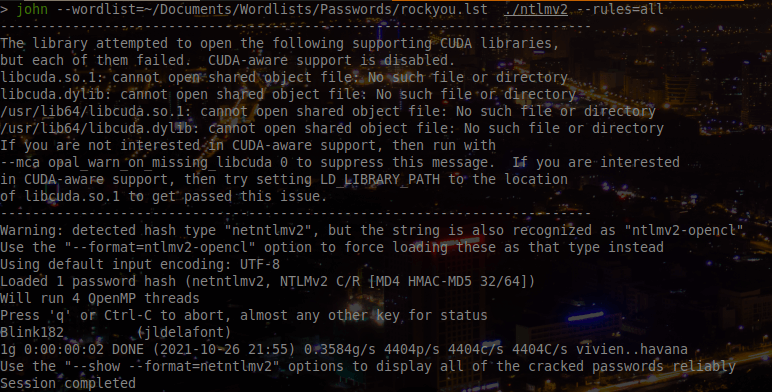 > john --wordlist=~/Documents/Wordlists/Passwords/rockyou.lst ./ntlmv2 --rules=all
--------------------------------------------------------------------------
The library attempted to open the following supporting CUDA libraries,
but each of them failed.  CUDA-aware support is disabled.
libcuda.so.1: cannot open shared object file: No such file or directory
libcuda.dylib: cannot open shared object file: No such file or directory
/usr/lib64/libcuda.so.1: cannot open shared object file: No such file or directory
/usr/lib64/libcuda.dylib: cannot open shared object file: No such file or directory
If you are not interested in CUDA-aware support, then run with
--mca opal_warn_on_missing_libcuda 0 to suppress this message.  If you are interested
in CUDA-aware support, then try setting LD_LIBRARY_PATH to the location
of libcuda.so.1 to get passed this issue.
--------------------------------------------------------------------------
Warning: detected hash type "netntlmv2", but the string is also recognized as "ntlmv2-opencl"
Use the "--format=ntlmv2-opencl" option to force loading these as that type instead
Using default input encoding: UTF-8
Loaded 1 password hash (netntlmv2, NTLMv2 C/R [MD4 HMAC-MD5 32/64])
Will run 4 OpenMP threads
Press 'q' or Ctrl-C to abort, almost any other key for status
Blink182         (jldelafont)
1g 0:00:00:02 DONE (2021-10-26 21:55) 0.3584g/s 4404p/s 4404c/s 4404C/s vivien..havana
Use the "--show --format=netntlmv2" options to display all of the cracked passwords reliably
Session completed